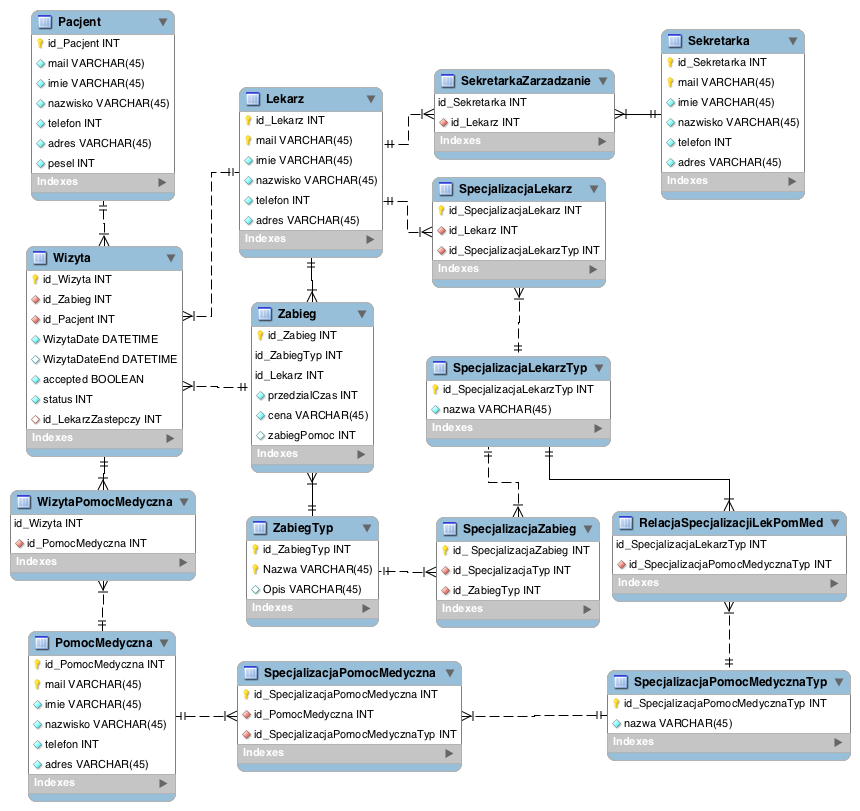 Pacjent
id_Pacjent INT
mail VARCHAR(45)
imie VARCHAR(45)
nazwisko VARCHAR(45)
telefon INT
adres VARCHAR(45)
pesel INT
Indexes
Lekarz
id_Lekarz INT
mail VARCHAR(45)
imie VARCHAR(45)
nazwisko VARCHAR(45)
telefon INT
adres VARCHAR(45)
Indexes
SekretarkaZarzadzanie
id_Sekretarka INT
id_Lekarz INT
Indexes
Sekretarka
id_Sekretarka INT
mail VARCHAR(45)
imie VARCHAR(45)
nazwisko VARCHAR(45)
telefon INT
adres VARCHAR(45)
Indexes
SpecjalizacjaLekarz
id_SpecjalizacjaLekarz INT
id_Lekarz INT
id_SpecjalizacjaLekarzTyp INT
Indexes
Wizyta
id_Wizyta INT
id_Zabieg INT
id_Pacjent INT
WizytaDate DATETIME
WizytaDateEnd DATETIME
accepted BOOLEAN
status INT
id_LekarzZastepczy INT
Indexes
Zabieg
id_Zabieg INT
id_ZabiegTyp INT
id_Lekarz INT
przedzialCzas INT
cena VARCHAR(45)
zabiegPomoc INT
Indexes
SpecjalizacjaLekarzTyp
id_SpecjalizacjaLekarzTyp INT
nazwa VARCHAR(45)
Indexes
WizytaPomocMedyczna
id_Wizyta INT
id_PomocMedyczna INT
Indexes
ZabiegTyp
id_ZabiegTyp INT
Nazwa VARCHAR(45)
Opis VARCHAR(45)
Indexes
SpecjalizacjaZabieg
id_ SpecjalizacjaZabieg INT
id_SpecjalizacjaTyp INT
id_ZabiegTyp INT
Indexes
RelacjaSpecjalizacjiLekPomMed
id_SpecjalizacjaLekarzTyp INT
id_SpecjalizacjaPomocMedycznaTyp INT
Indexes
PomocMedyczna
id_PomocMedyczna INT
mail VARCHAR(45)
imie VARCHAR(45)
nazwisko VARCHAR(45)
telefon INT
adres VARCHAR(45)
Indexes
SpecjalizacjaPomocMedyczna
id_SpecjalizacjaPomocMedyczna INT
id_PomocMedyczna INT
id_SpecjalizacjaPomocMedycznaTyp INT
Indexes
SpecjalizacjaPomocMedycznaTyp
id_SpecjalizacjaPomocMedycznaTyp INT
nazwa VARCHAR(45)
Indexes